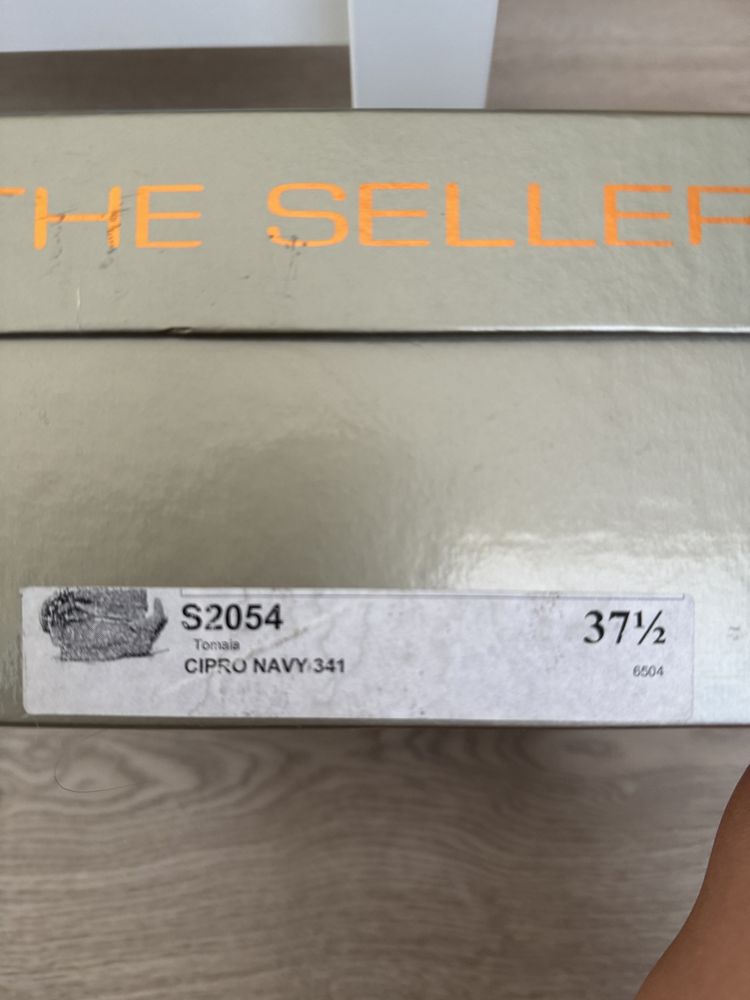 THE SELLER
S2054
37½
Tomaia
CIPRO NAVY 341
6504